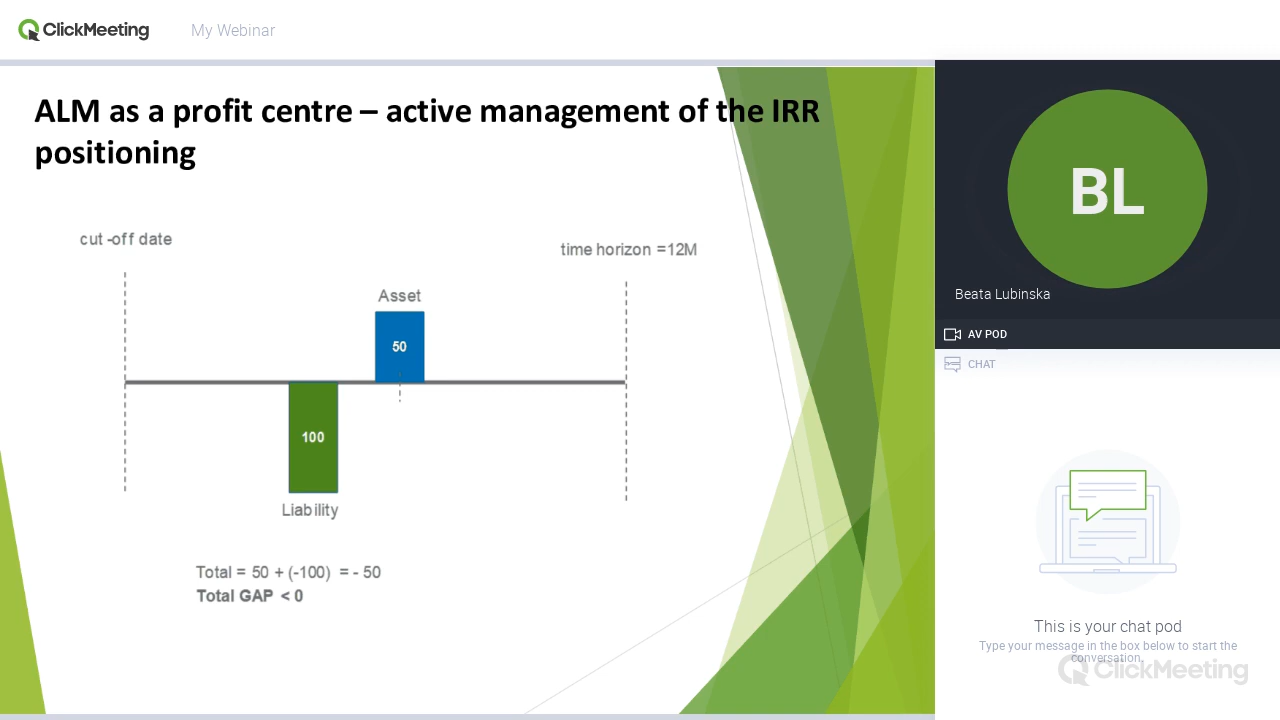 ClickMeeting
My Webinar
ALM as a profit centre – active management of the IRR
positioning
cut -off date
time horizon =12M
Asset
50
100
Liability
Total = 50 + (-100) = - 50
Total GAP < 0
BL
Beata Lubinska
AV POD
CHAT
This is your chat pod
Type your message in the box below to start the
conversation.
ClickMeeting